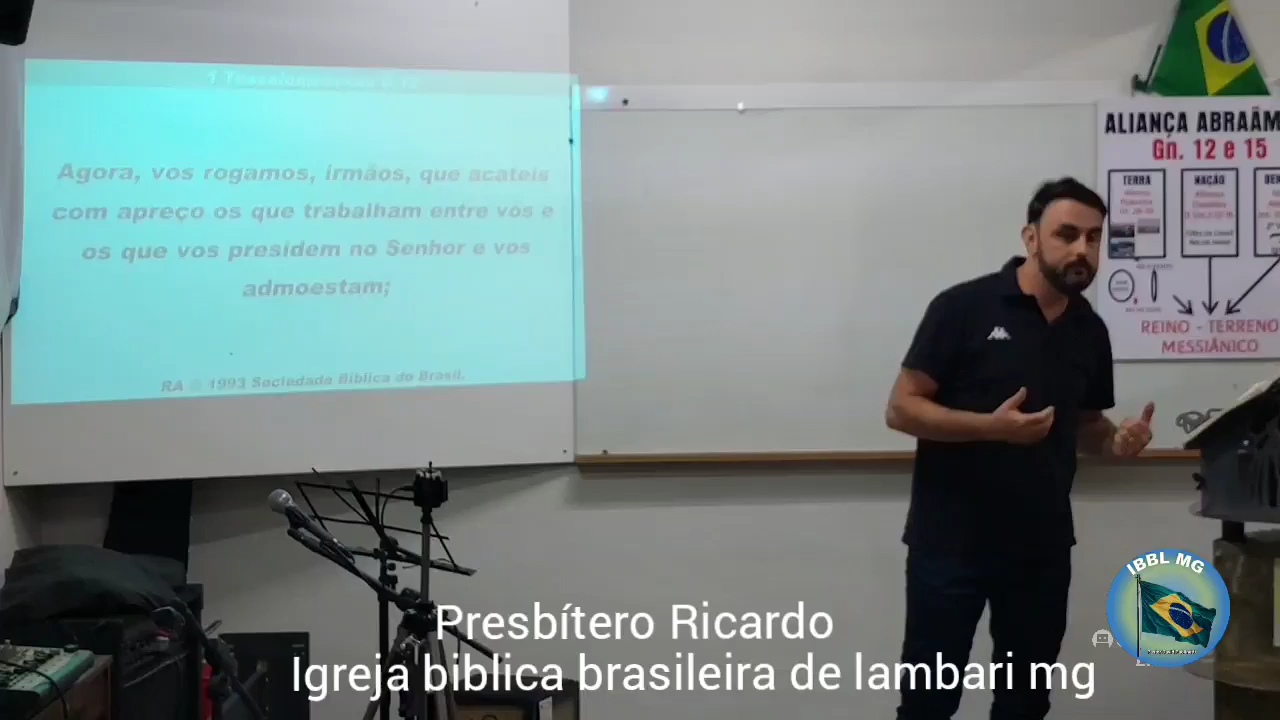 Agora, vos rogamos, irmãos, que acateis
com apreço os que trabalham entre vós e
os que vos presidem no Senhor e vos
admoestam;
RA © 1993 Sociedade Bíblica do Brasil.
ALIANÇA ABRAÂM
Gn. 12 e 15
TERRA
NAÇÃO
REINO - TERRENO
MESSIÂNICO
IBBL MG
Presbítero Ricardo
Igreja biblica brasileira de lambari mg